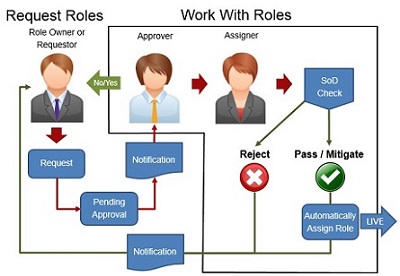 Request Roles
Work With Roles
Role Owner or
Requestor
Approver
Assigner
No/Yes
SoD
Check
Request
Notification
Reject
Pass / Mitigate
Pending
Approval
Automatically
Assign Role
LIVE
Notification